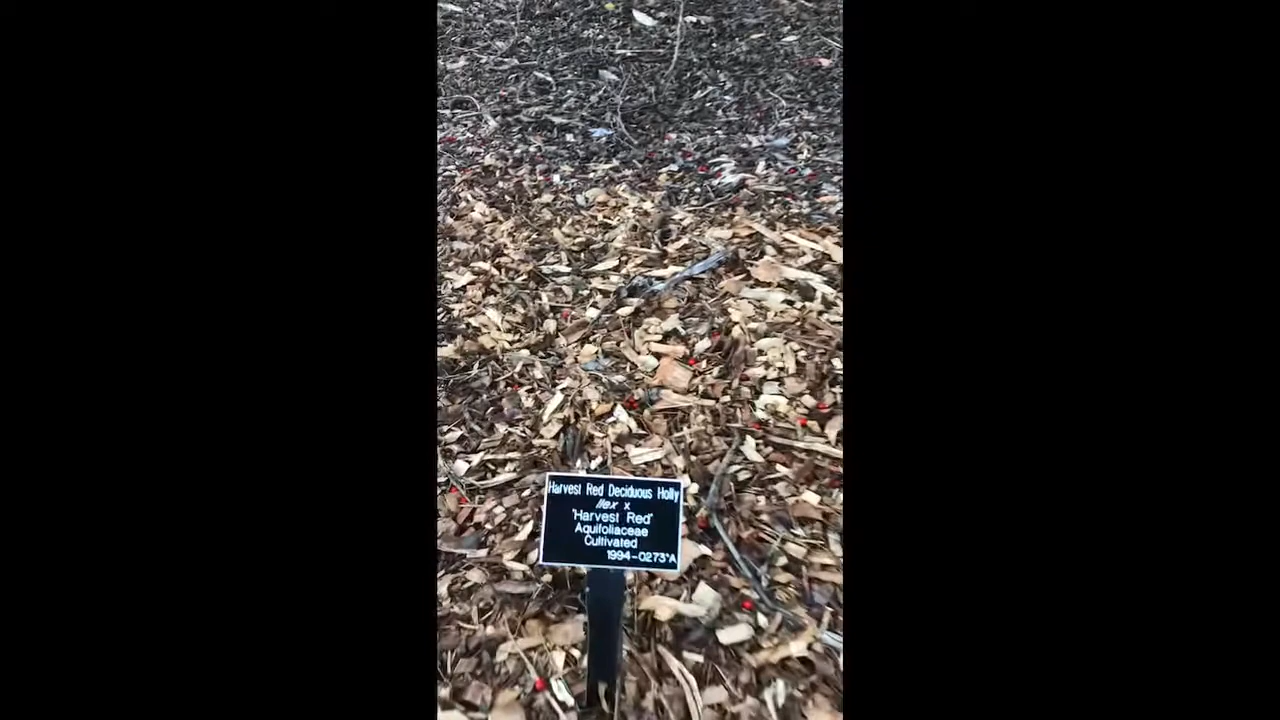 Harvest Red Deciduous Holly
Ilex x
'Harvest Red'
Aquifoliaceae
Cultivated
1994-0273*A